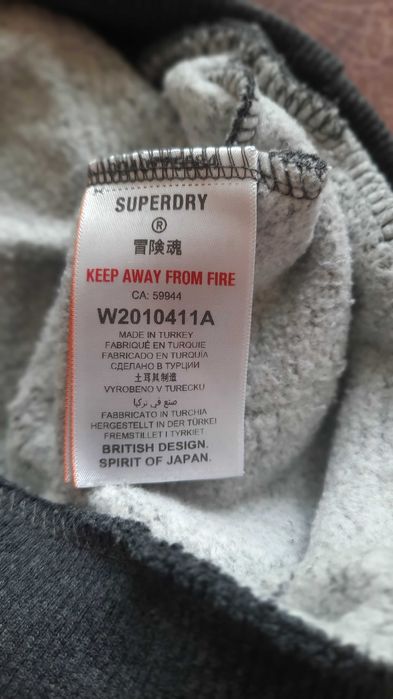 SUPERDRY
®
冒険魂
KEEP AWAY FROM FIRE
CA: 59944
W2010411A
MADE IN TURKEY
FABRIQUÉ EN TURQUIE
FABRICADO EN TURQUÍA
СДЕЛАНО В ТУРЦИИ
土耳其制造
VYROBENO V TURECKU
صنع في تركيا
FABBRICATO IN TURCHIA
HERGESTELLT IN DER TÜRKEI
FREMSTILLET I TYRKIET.
BRITISH DESIGN.
SPIRIT OF JAPAN.